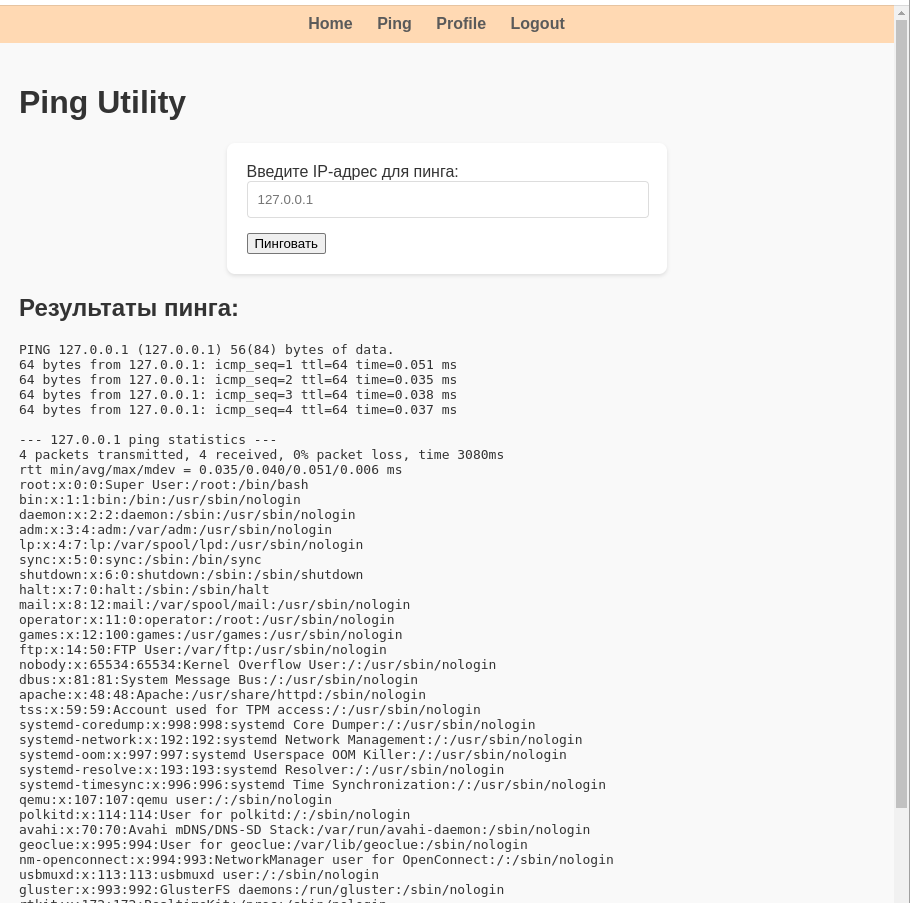 Home Ping Profile Logout
Ping Utility
Введите IP-адрес для пинга:
127.0.0.1
Пинговать
Результаты пинга:
PING 127.0.0.1 (127.0.0.1) 56(84) bytes of data.
64 bytes from 127.0.0.1: icmp_seq=1 ttl=64 time=0.051 ms
64 bytes from 127.0.0.1: icmp_seq=2 ttl=64 time=0.035 ms
64 bytes from 127.0.0.1: icmp_seq=3 ttl=64 time=0.038 ms
64 bytes from 127.0.0.1: icmp_seq=4 ttl=64 time=0.037 ms
--- 127.0.0.1 ping statistics ---
4 packets transmitted, 4 received, 0% packet loss, time 3080ms
rtt min/avg/max/mdev = 0.035/0.040/0.051/0.006 ms
root:x:0:0:Super User:/root:/bin/bash
bin:x:1:1:bin:/bin:/usr/sbin/nologin
daemon:x:2:2:daemon:/sbin:/usr/sbin/nologin
adm:x:3:4:adm:/var/adm:/usr/sbin/nologin
lp:x:4:7:lp:/var/spool/lpd:/usr/sbin/nologin
sync:x:5:0:sync:/sbin:/bin/sync
shutdown:x:6:0:shutdown:/sbin:/sbin/shutdown
halt:x:7:0:halt:/sbin:/sbin/halt
mail:x:8:12:mail:/var/spool/mail:/usr/sbin/nologin
operator:x:11:0:operator:/root:/usr/sbin/nologin
games:x:12:100:games:/usr/games:/usr/sbin/nologin
ftp:x:14:50:FTP User:/var/ftp:/usr/sbin/nologin
nobody:x:65534:65534:Kernel Overflow User:/:/usr/sbin/nologin
dbus:x:81:81:System Message Bus:/:/usr/sbin/nologin
apache:x:48:48:Apache:/usr/share/httpd:/sbin/nologin
tss:x:59:59:Account used for TPM access:/:/usr/sbin/nologin
systemd-coredump:x:998:998:systemd Core Dumper:/:/usr/sbin/nologin
systemd-network:x:192:192:systemd Network Management:/:/usr/sbin/nologin
systemd-oom:x:997:997:systemd Userspace OOM Killer:/:/usr/sbin/nologin
systemd-resolve:x:193:193:systemd Resolver:/:/usr/sbin/nologin
systemd-timesync:x:996:996:systemd Time Synchronization:/:/usr/sbin/nologin
qemu:x:107:107:qemu user:/:/sbin/nologin
polkitd:x:114:114:User for polkitd:/:/sbin/nologin
avahi:x:70:70:Avahi mDNS/DNS-SD Stack:/var/run/avahi-daemon:/sbin/nologin
geoclue:x:995:994:User for geoclue:/var/lib/geoclue:/sbin/nologin
nm-openconnect:x:994:993:NetworkManager user for OpenConnect:/:/sbin/nologin
usbmuxd:x:113:113:usbmuxd user:/:/sbin/nologin
gluster:x:993:992:GlusterFS daemons:/run/gluster:/sbin/nologin